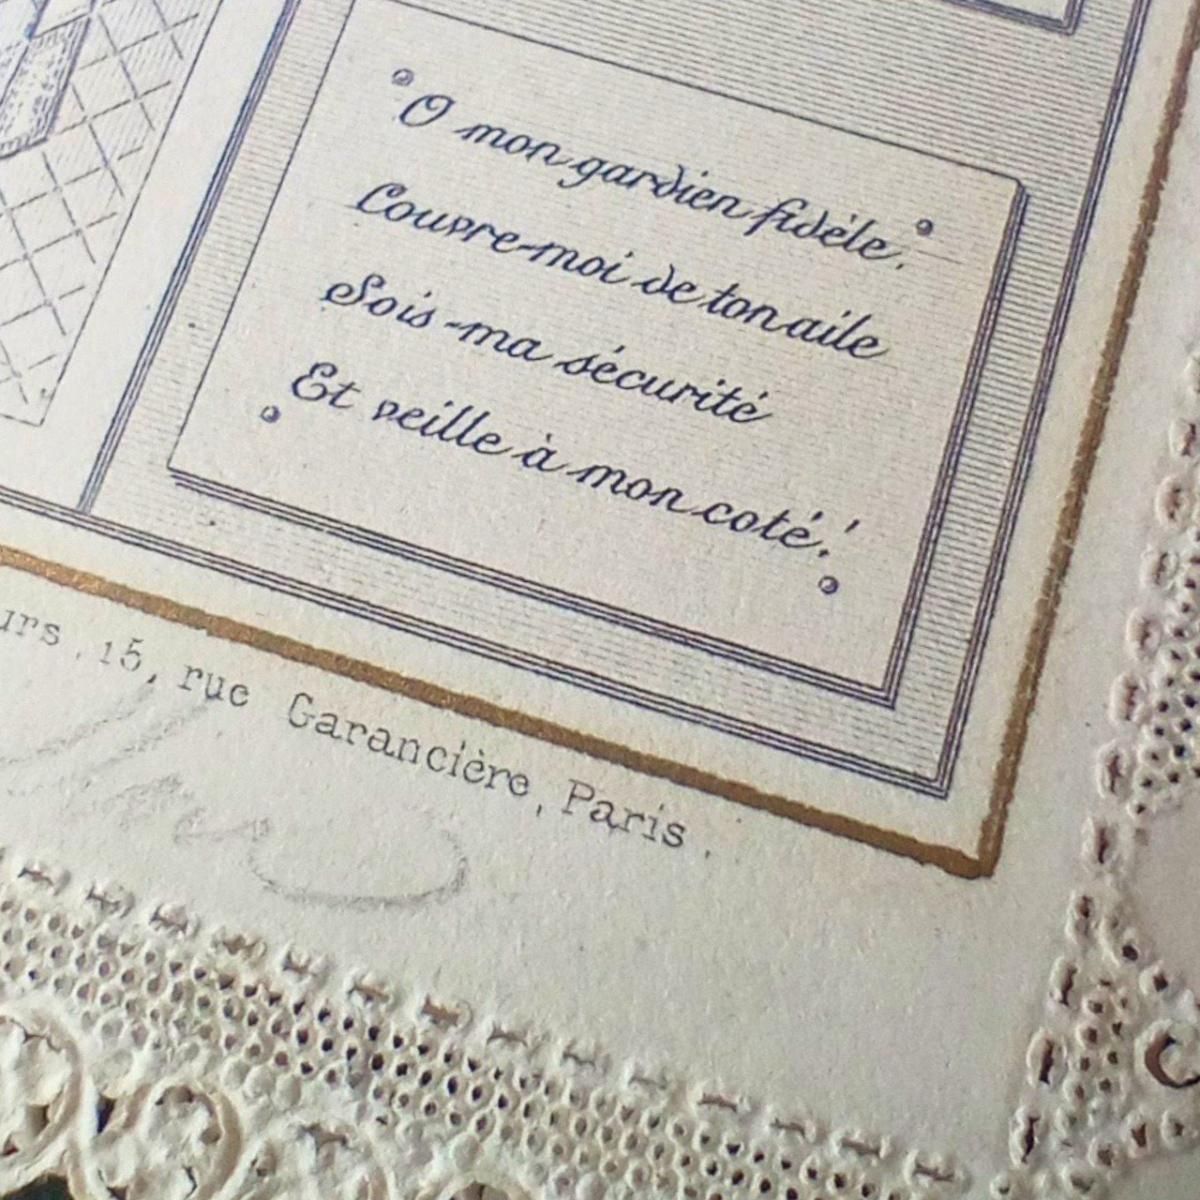 O mon gardien fidèle!
Couvre-moi de ton aile
Sois-ma sécurité
Et veille à mon coté!
15, rue Garancière, Paris.